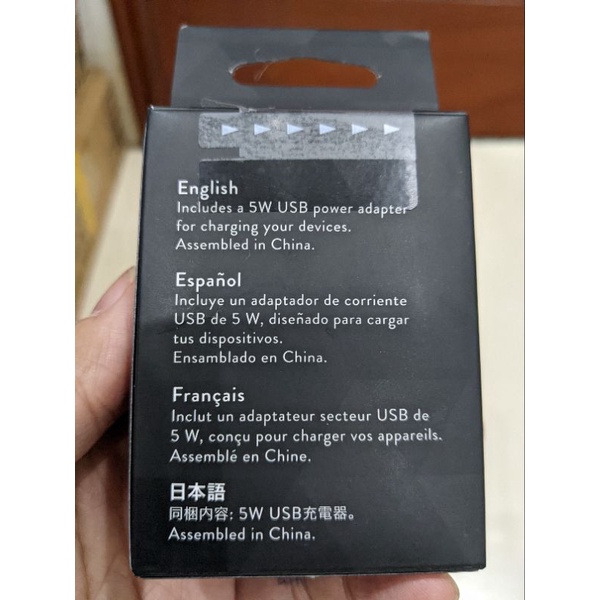 English
Includes a 5W USB power adapter
for charging your devices.
Assembled in China.
Español
Incluye un adaptador de corriente
USB de 5 W, diseñado para cargar
tus dispositivos.
Ensamblado en China.
Français
Inclut un adaptateur secteur USB de
5 W, conçu pour charger vos appareils.
Assemblé en Chine.
日本語
同梱内容: 5W USB充電器。
Assembled in China.